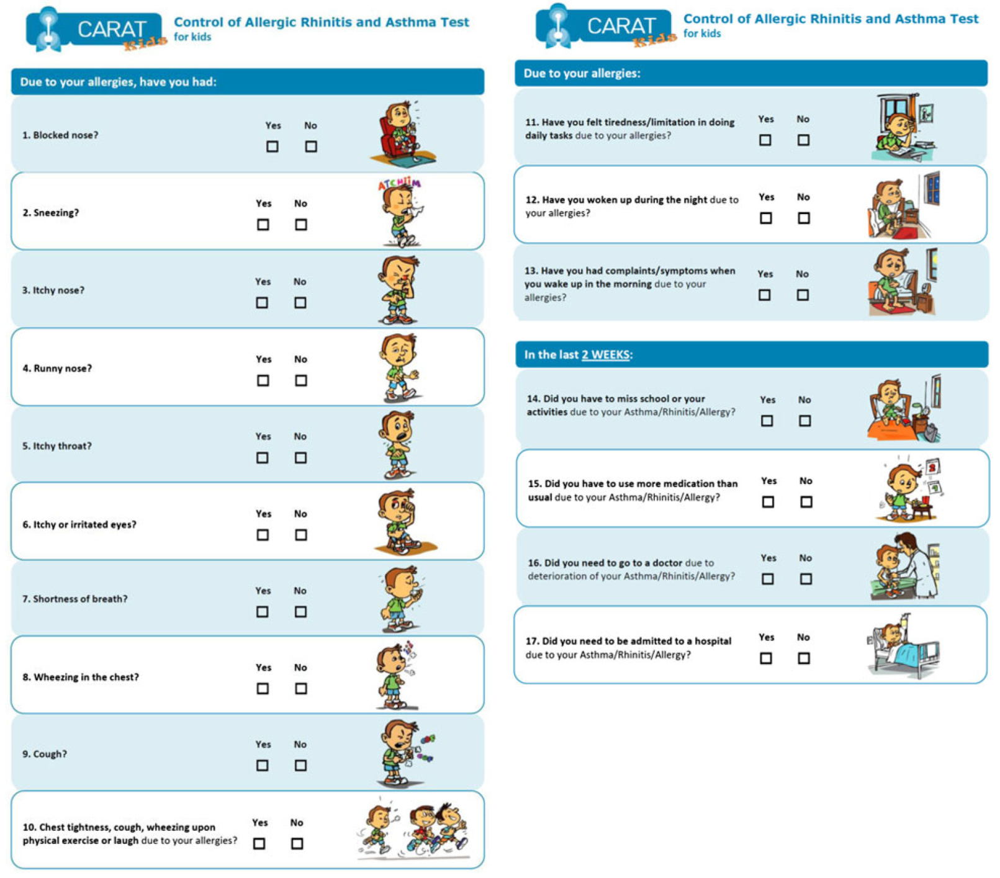 CARAT
Kids
Control of Allergic Rhinitis and Asthma Test
for kids
Due to your allergies, have you had:
1. Blocked nose?
Yes No
2. Sneezing?
Yes No
ATCHIIM
3. Itchy nose?
Yes No
4. Runny nose?
Yes No
5. Itchy throat?
Yes No
6. Itchy or irritated eyes?
Yes No
7. Shortness of breath?
Yes No
8. Wheezing in the chest?
Yes No
9. Cough?
Yes No
10. Chest tightness, cough, wheezing upon
physical exercise or laugh due to your allergies?
Yes No
CARAT
Kids
Control of Allergic Rhinitis and Asthma Test
for kids
Due to your allergies:
11. Have you felt tiredness/limitation in doing
daily tasks due to your allergies?
Yes No
12. Have you woken up during the night due to
your allergies?
Yes No
13. Have you had complaints/symptoms when
you wake up in the morning due to your
allergies?
Yes No
In the last 2 WEEKS:
14. Did you have to miss school or your
activities due to your Asthma/Rhinitis/Allergy?
Yes No
15. Did you have to use more medication than
usual due to your Asthma/Rhinitis/Allergy?
Yes No
16. Did you need to go to a doctor due to
deterioration of your Asthma/Rhinitis/Allergy?
Yes No
17. Did you need to be admitted to a hospital
due to your Asthma/Rhinitis/Allergy?
Yes No